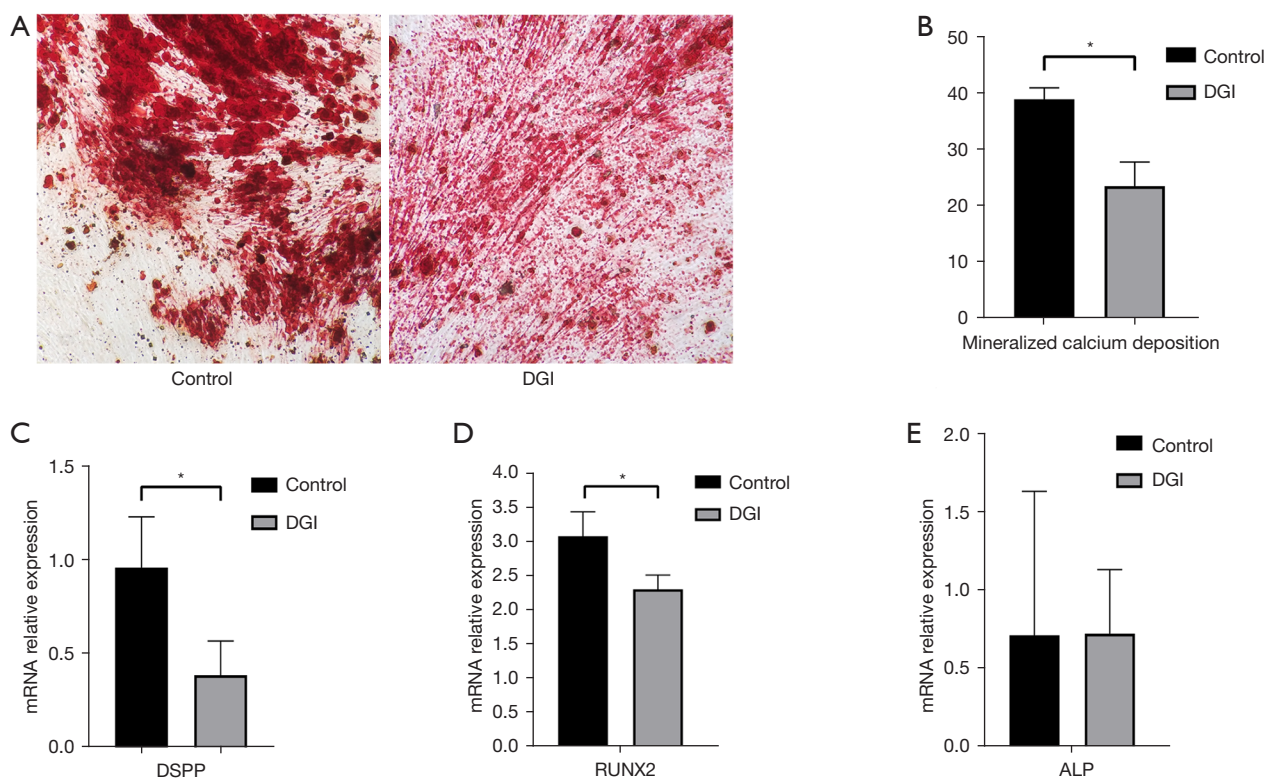 A
Control
DGI
B
50
40
30
20
10
0
*
Control
DGI
Mineralized calcium deposition
C
mRNA relative expression
1.5
1.0
0.5
0.0
*
Control
DGI
DSPP
D
mRNA relative expression
4.0
3.5
3.0
2.5
2.0
1.5
1.0
0.5
0.0
*
Control
DGI
RUNX2
E
mRNA relative expression
2.0
1.5
1.0
0.5
0.0
Control
DGI
ALP